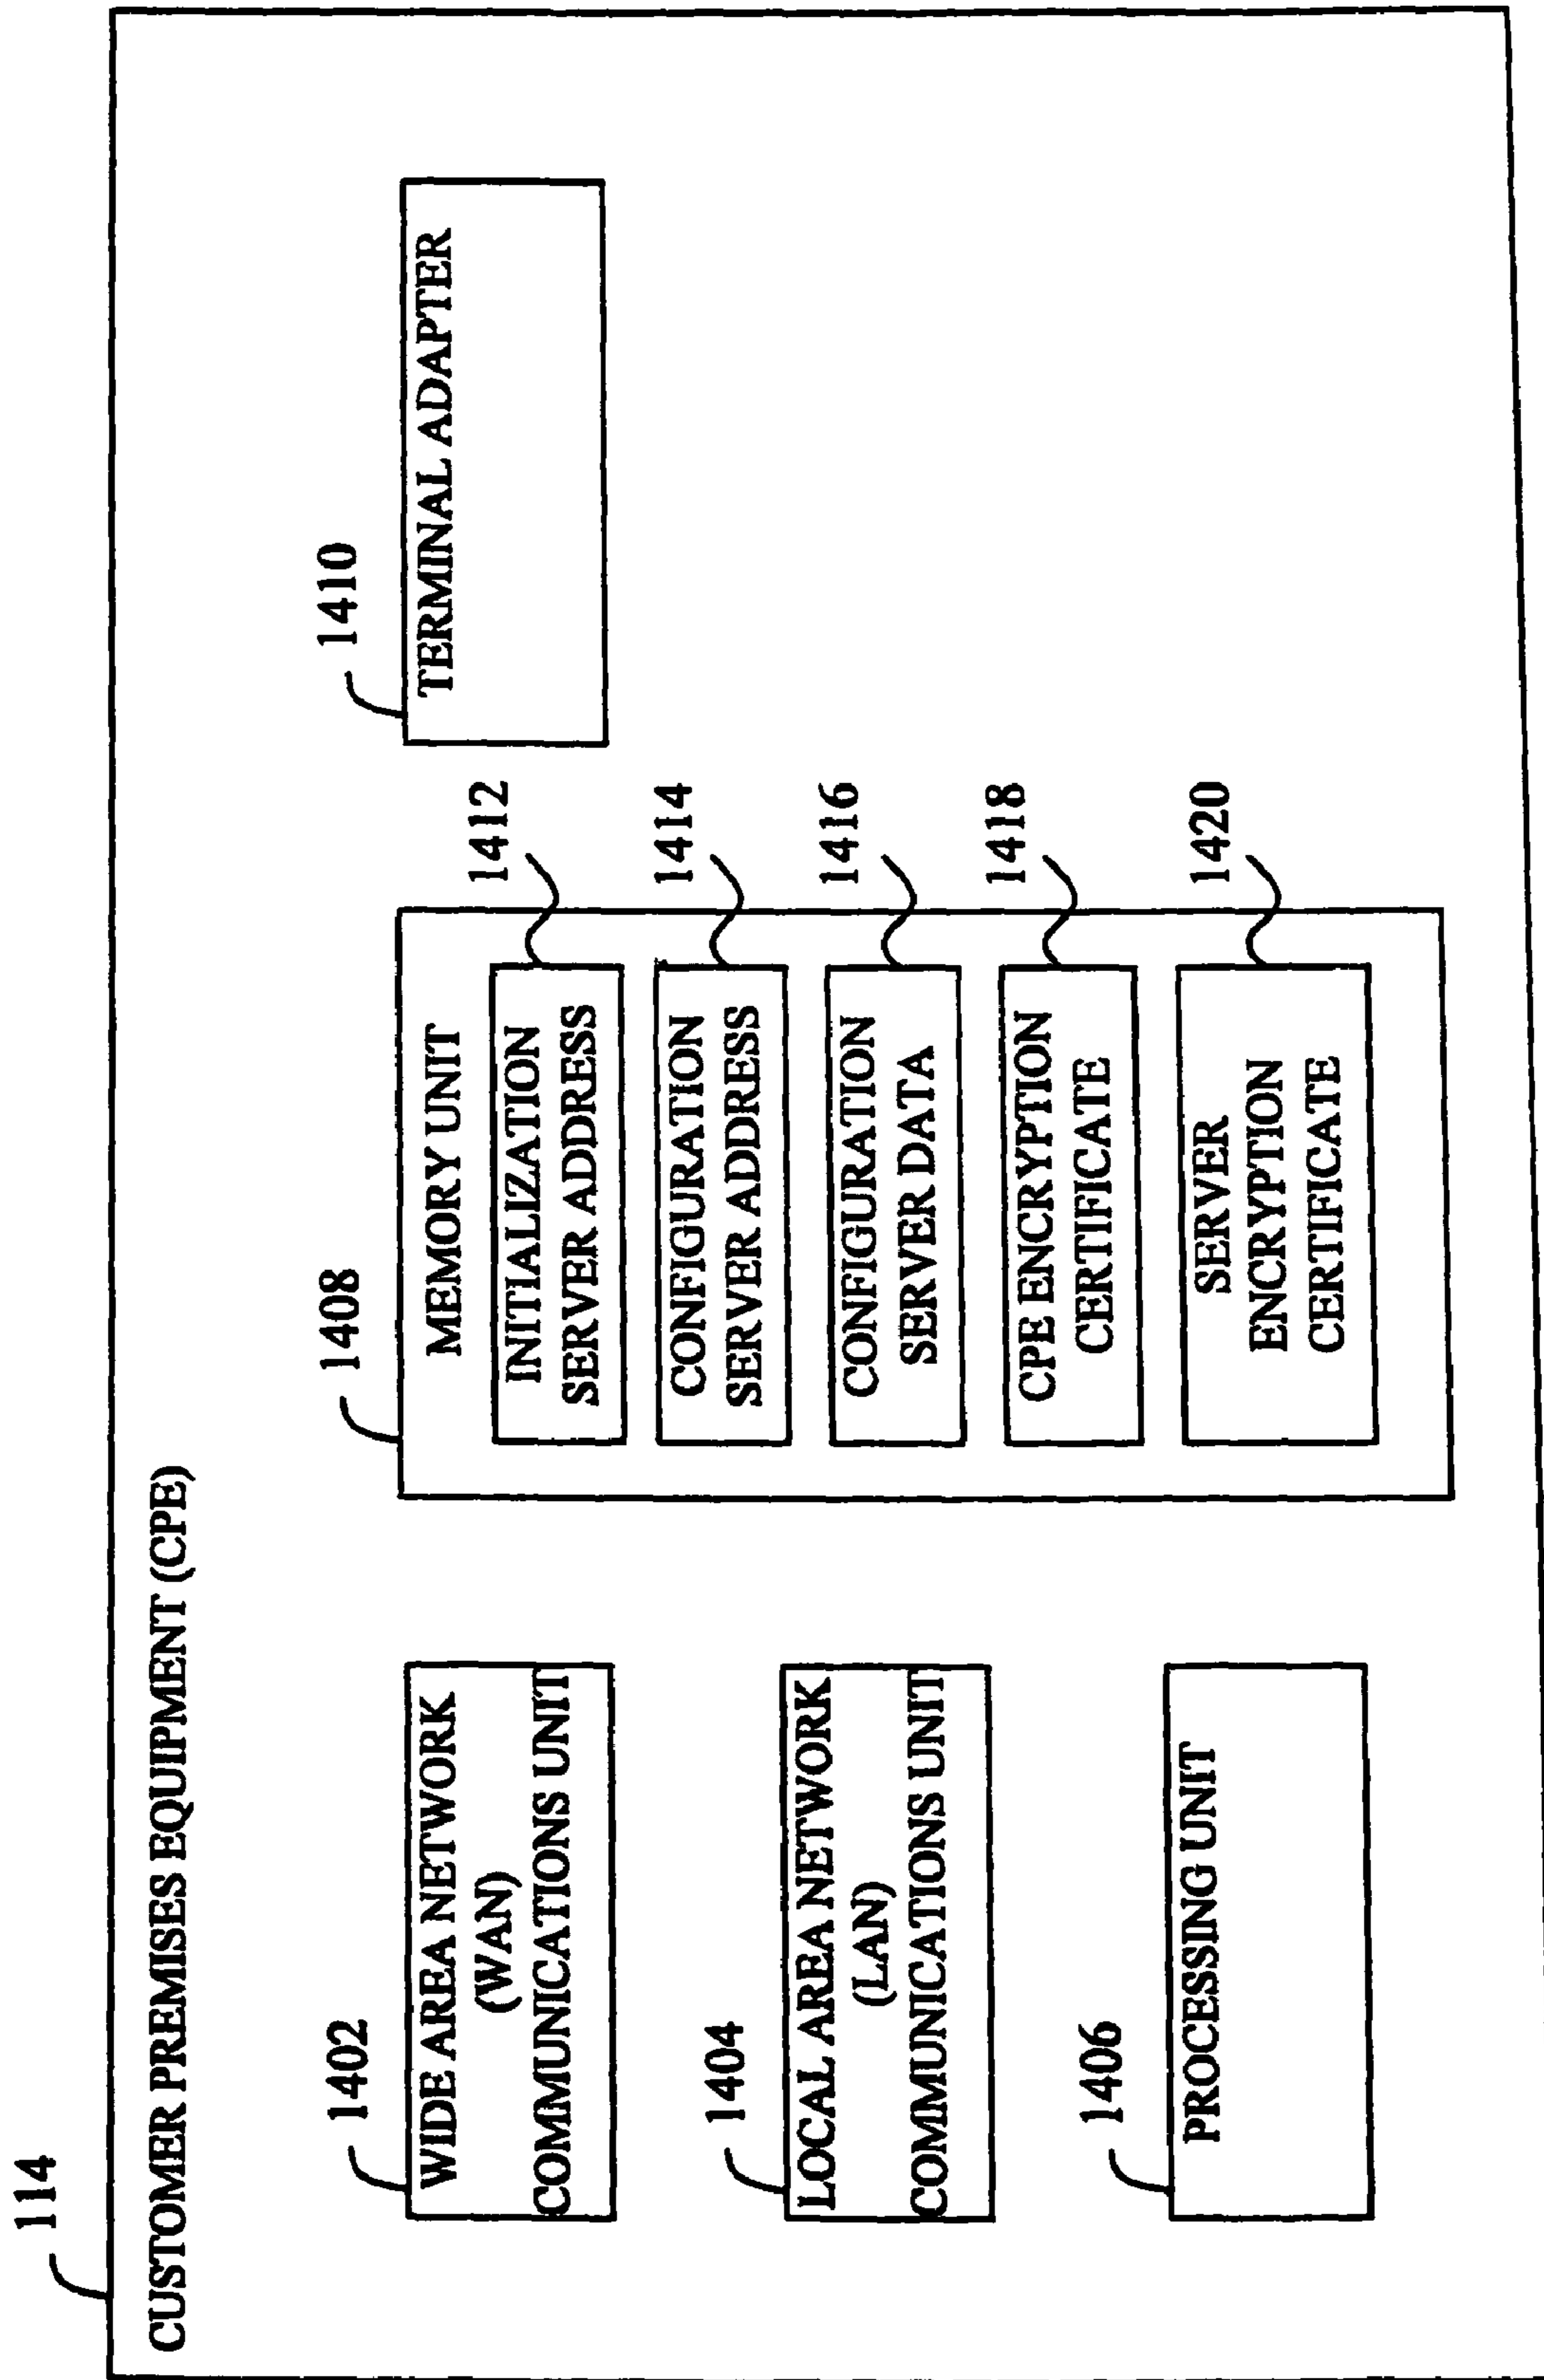 114
CUSTOMER PREMISES EQUIPMENT (CPE)
1402
WIDE AREA NETWORK
(WAN)
COMMUNICATIONS UNIT
1404
LOCAL AREA NETWORK
(LAN)
COMMUNICATIONS UNIT
1406
PROCESSING UNIT
1408
MEMORY UNIT
INITIALIZATION
SERVER ADDRESS
1412
CONFIGURATION
SERVER ADDRESS
1414
CONFIGURATION
SERVER DATA
1416
CPE ENCRYPTION
CERTIFICATE
1418
SERVER
ENCRYPTION
CERTIFICATE
1420
1410
TERMINAL ADAPTER